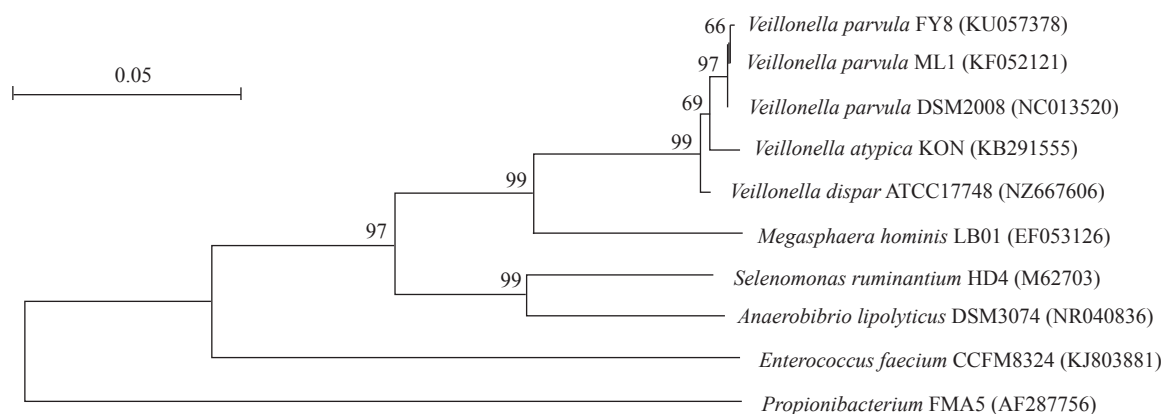 66
Veillonella parvula FY8 (KU057378)
0.05
97
Veillonella parvula ML1 (KF052121)
69
Veillonella parvula DSM2008 (NC013520)
99
Veillonella atypica KON (KB291555)
99
Veillonella dispar ATCC17748 (NZ667606)
97
Megasphaera hominis LB01 (EF053126)
99
Selenomonas ruminantium HD4 (M62703)
Anaerobibrio lipolyticus DSM3074 (NR040836)
Enterococcus faecium CCFM8324 (KJ803881)
Propionibacterium FMA5 (AF287756)